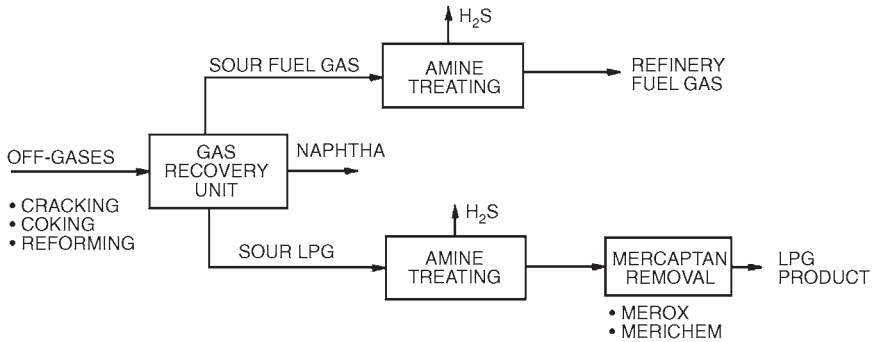 H₂S
SOUR FUEL GAS
AMINE
TREATING
REFINERY
FUEL GAS
OFF-GASES
• CRACKING
• COKING
• REFORMING
GAS
RECOVERY
UNIT
NAPHTHA
H₂S
SOUR LPG
AMINE
TREATING
MERCAPTAN
REMOVAL
• MEROX
• MERICHEM
LPG
PRODUCT